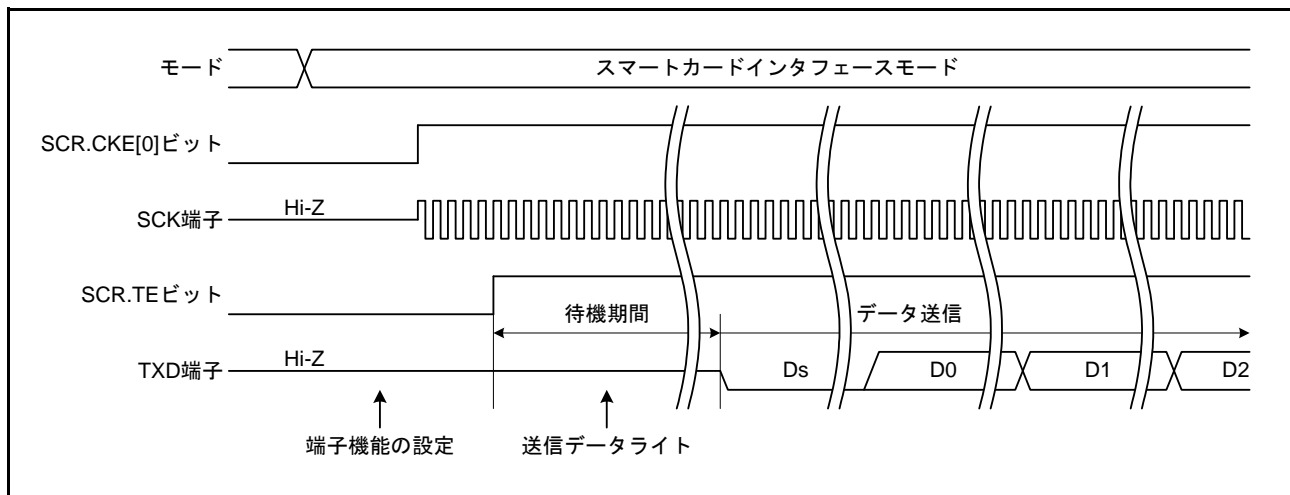 モード
スマートカードインタフェースモード
SCR.CKE[0]ビット
SCK端子
Hi-Z
SCR.TEビット
待機期間
データ送信
TXD端子
Hi-Z
Ds
D0
D1
D2
端子機能の設定
送信データライト